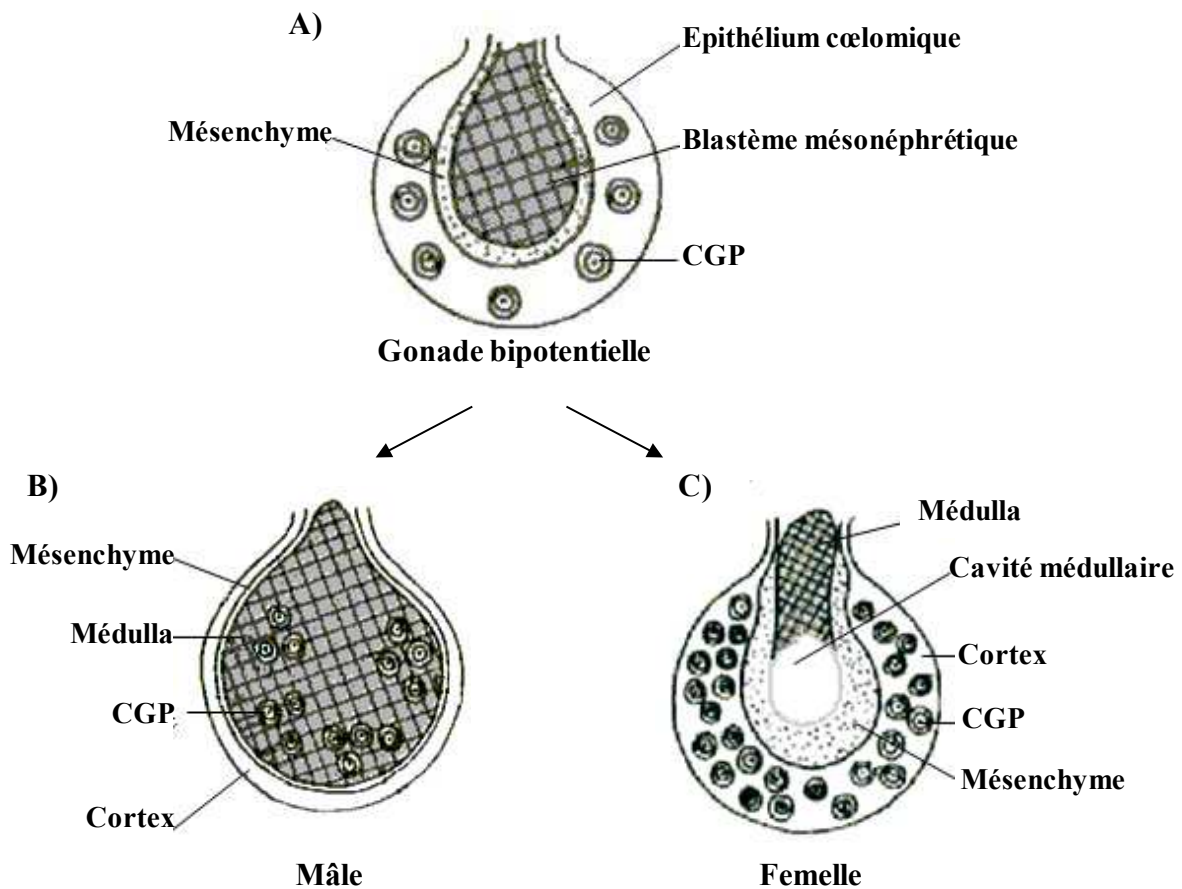 A)
Epithélium cœlomique
Mésenchyme
Blastème mésonéphrétique
CGP
Gonade bipotentielle
B)
Mésenchyme
Médulla
CGP
Cortex
Mâle
C)
Médulla
Cavité médullaire
Cortex
CGP
Mésenchyme
Femelle